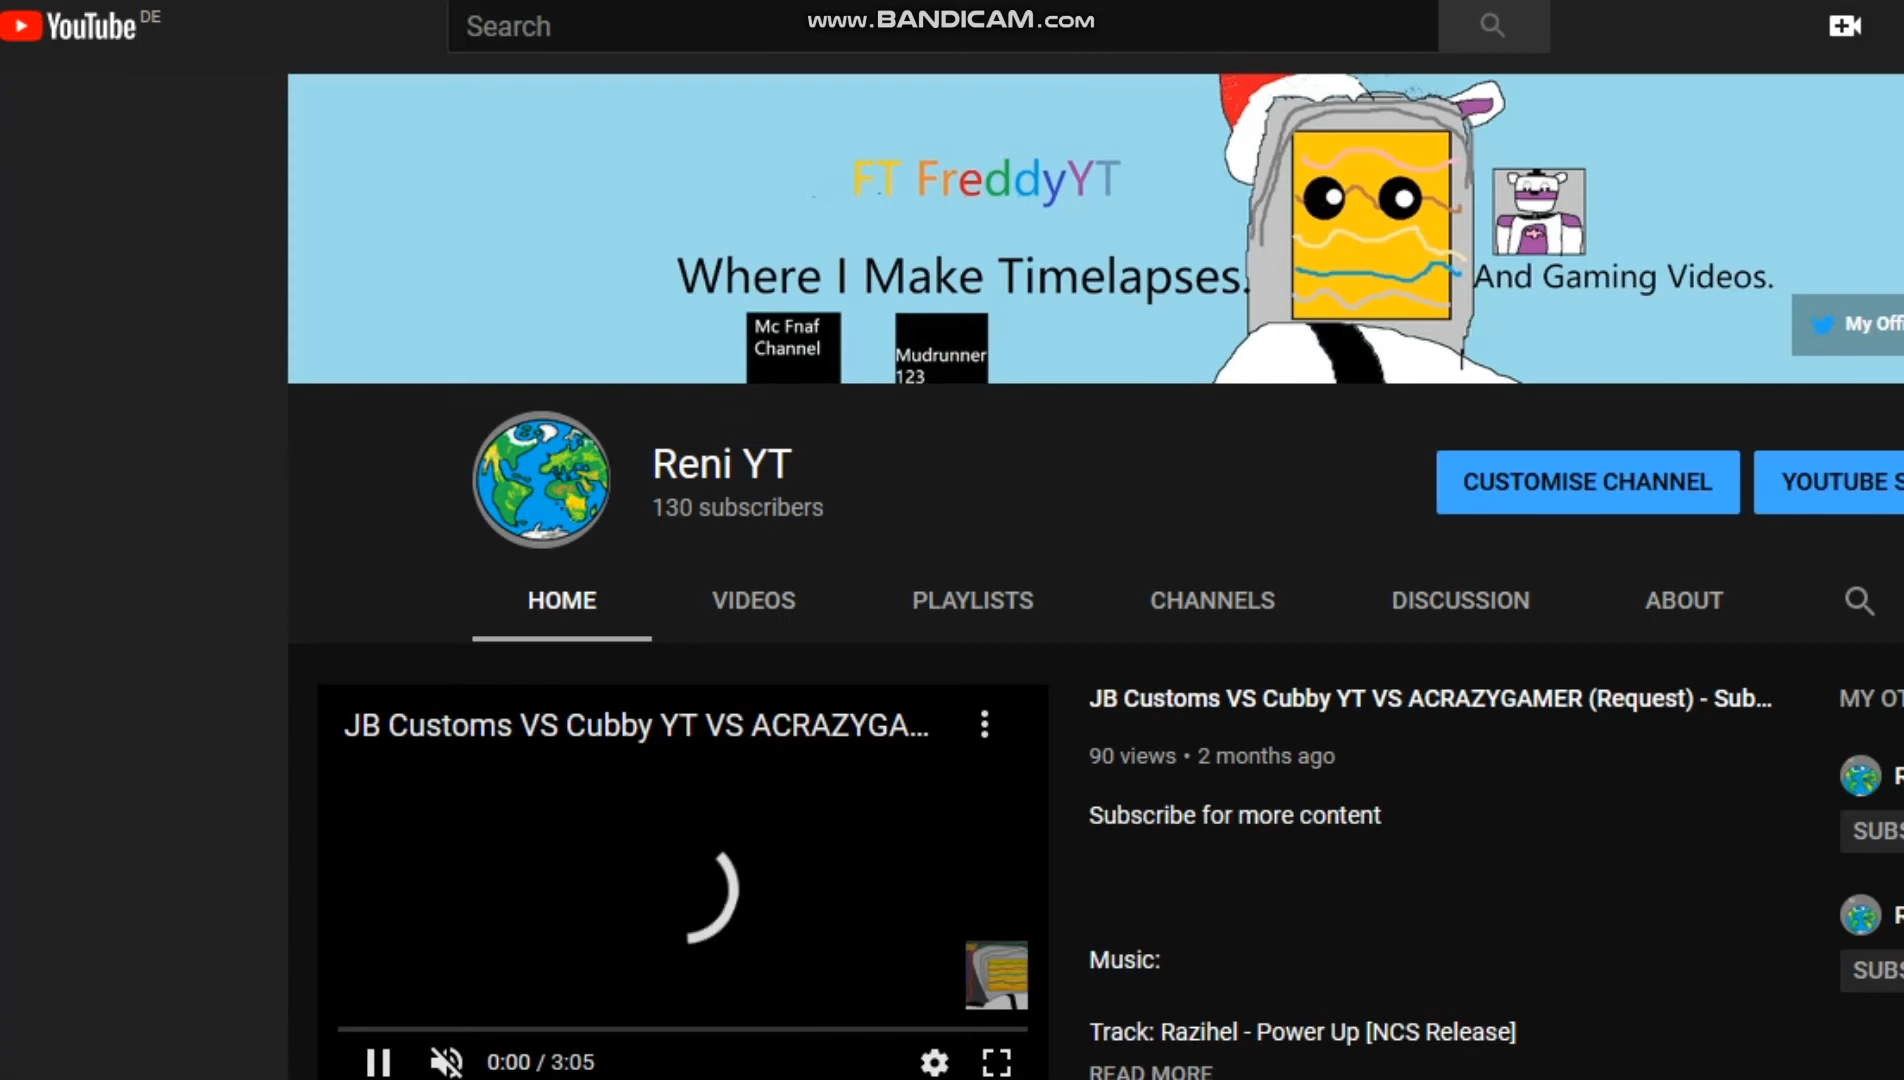 YouTube DE
Search
www.BANDICAM.com
FT FreddyYT
Where I Make Timelapses.
And Gaming Videos.
Mc Fnaf
Channel
Mudrunner
123
My Offi
Reni YT
130 subscribers
CUSTOMISE CHANNEL
YOUTUBE S
HOME
VIDEOS
PLAYLISTS
CHANNELS
DISCUSSION
ABOUT
JB Customs VS Cubby YT VS ACRAZYGA...
JB Customs VS Cubby YT VS ACRAZYGAMER (Request) - Sub...
90 views • 2 months ago
Subscribe for more content
Music:
Track: Razihel - Power Up [NCS Release]
READ MORE
0:00 / 3:05
MY OT
R
SUBS
R
SUBS